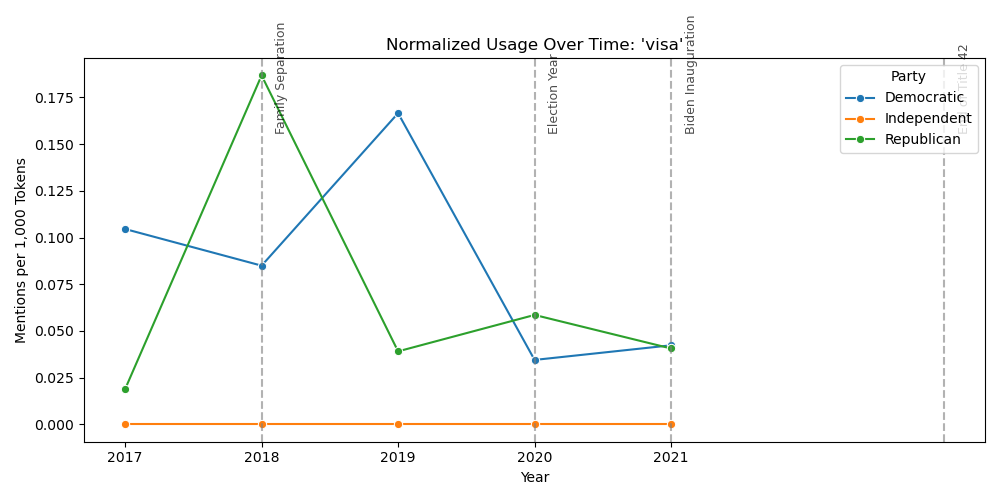 Normalized Usage Over Time: 'visa'
Family Separation
Election Year
Biden Inauguration
Title 42
Party
Democratic
Independent
Republican
0.175
0.150
0.125
0.100
0.075
0.050
0.025
0.000
Mentions per 1,000 Tokens
2017
2018
2019
2020
2021
Year